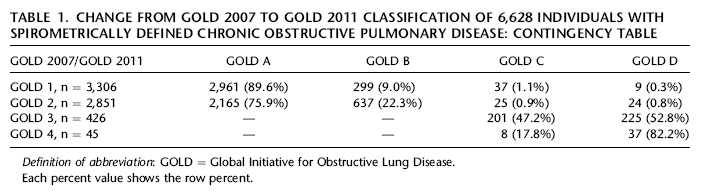 TABLE 1. CHANGE FROM GOLD 2007 TO GOLD 2011 CLASSIFICATION OF 6,628 INDIVIDUALS WITH
SPIROMETRICALLY DEFINED CHRONIC OBSTRUCTIVE PULMONARY DISEASE: CONTINGENCY TABLE
GOLD 2007/GOLD 2011 GOLD A GOLD B GOLD C GOLD D
GOLD 1, n = 3,306 2,961 (89.6%) 299 (9.0%) 37 (1.1%) 9 (0.3%)
GOLD 2, n = 2,851 2,165 (75.9%) 637 (22.3%) 25 (0.9%) 24 (0.8%)
GOLD 3, n = 426 — — 201 (47.2%) 225 (52.8%)
GOLD 4, n = 45 — — 8 (17.8%) 37 (82.2%)
Definition of abbreviation: GOLD = Global Initiative for Obstructive Lung Disease.
Each percent value shows the row percent.